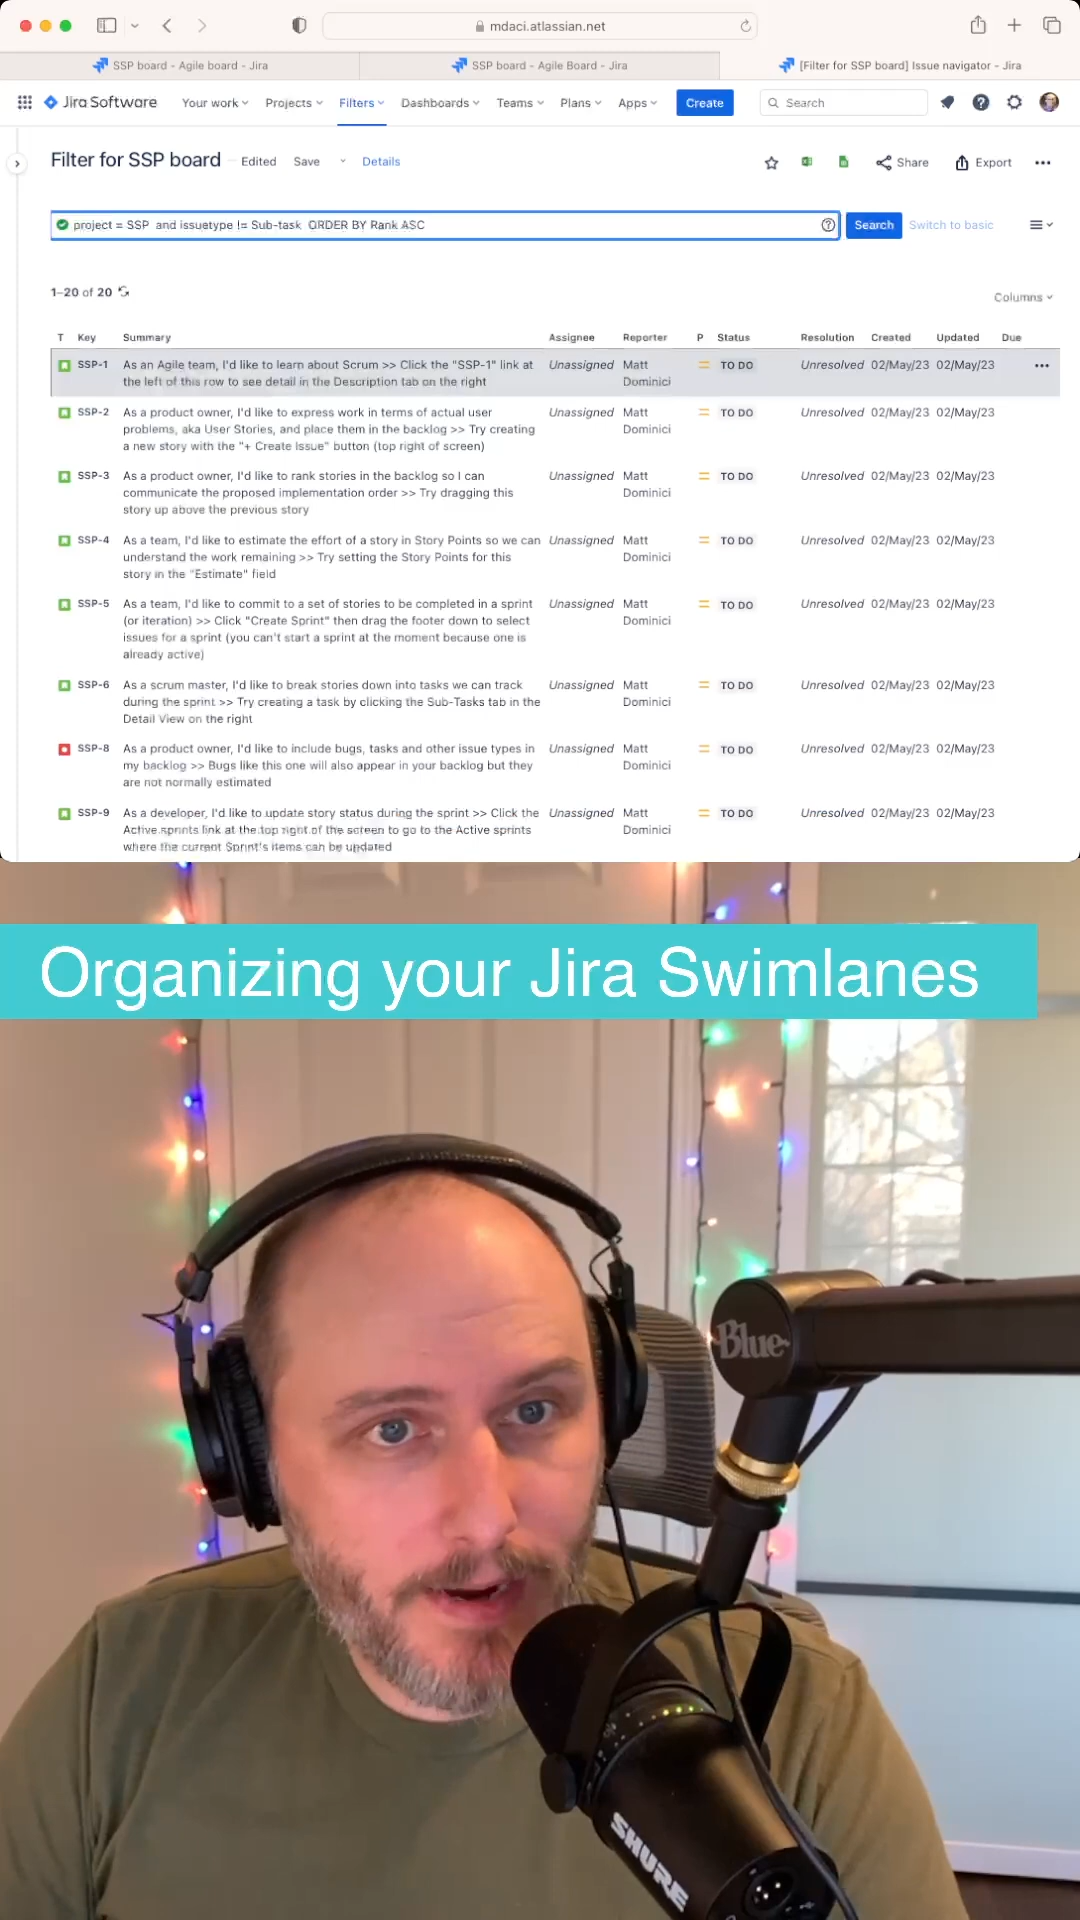 mdaci.atlassian.net
SSP board - Agile board - Jira
SSP board - Agile Board - Jira
[Filter for SSP board] Issue navigator - Jira
Jira Software Your work Projects Filters Dashboards Teams Plans Apps Create Search
Filter for SSP board Edited Save Details Share Export
project = SSP and issuetype != Sub-task ORDER BY Rank ASC Search Switch to basic
1–20 of 20
Columns
T Key Summary Assignee Reporter P Status Resolution Created Updated Due
SSP-1 As an Agile team, I'd like to learn about Scrum >> Click the "SSP-1" link at Unassigned Matt TO DO Unresolved 02/May/23 02/May/23
the left of this row to see detail in the Description tab on the right Dominici
SSP-2 As a product owner, I'd like to express work in terms of actual user Unassigned Matt TO DO Unresolved 02/May/23 02/May/23
problems, aka User Stories, and place them in the backlog >> Try creating Dominici
a new story with the "+ Create Issue" button (top right of screen)
SSP-3 As a product owner, I'd like to rank stories in the backlog so I can Unassigned Matt TO DO Unresolved 02/May/23 02/May/23
communicate the proposed implementation order >> Try dragging this Dominici
story up above the previous story
SSP-4 As a team, I'd like to estimate the effort of a story in Story Points so we can Unassigned Matt TO DO Unresolved 02/May/23 02/May/23
understand the work remaining >> Try setting the Story Points for this Dominici
story in the "Estimate" field
SSP-5 As a team, I'd like to commit to a set of stories to be completed in a sprint Unassigned Matt TO DO Unresolved 02/May/23 02/May/23
(or iteration) >> Click "Create Sprint" then drag the footer down to select Dominici
issues for a sprint (you can't start a sprint at the moment because one is
already active)
SSP-6 As a scrum master, I'd like to break stories down into tasks we can track Unassigned Matt TO DO Unresolved 02/May/23 02/May/23
during the sprint >> Try creating a task by clicking the Sub-Tasks tab in the Dominici
Detail View on the right
SSP-8 As a product owner, I'd like to include bugs, tasks and other issue types in Unassigned Matt TO DO Unresolved 02/May/23 02/May/23
my backlog >> Bugs like this one will also appear in your backlog but they Dominici
are not normally estimated
SSP-9 As a developer, I'd like to update story status during the sprint >> Click the Unassigned Matt TO DO Unresolved 02/May/23 02/May/23
Active sprints link at the top right of the screen to go to the Active sprints Dominici
where the current Sprint's items can be updated
Organizing your Jira Swimlanes
Blue
SHURE